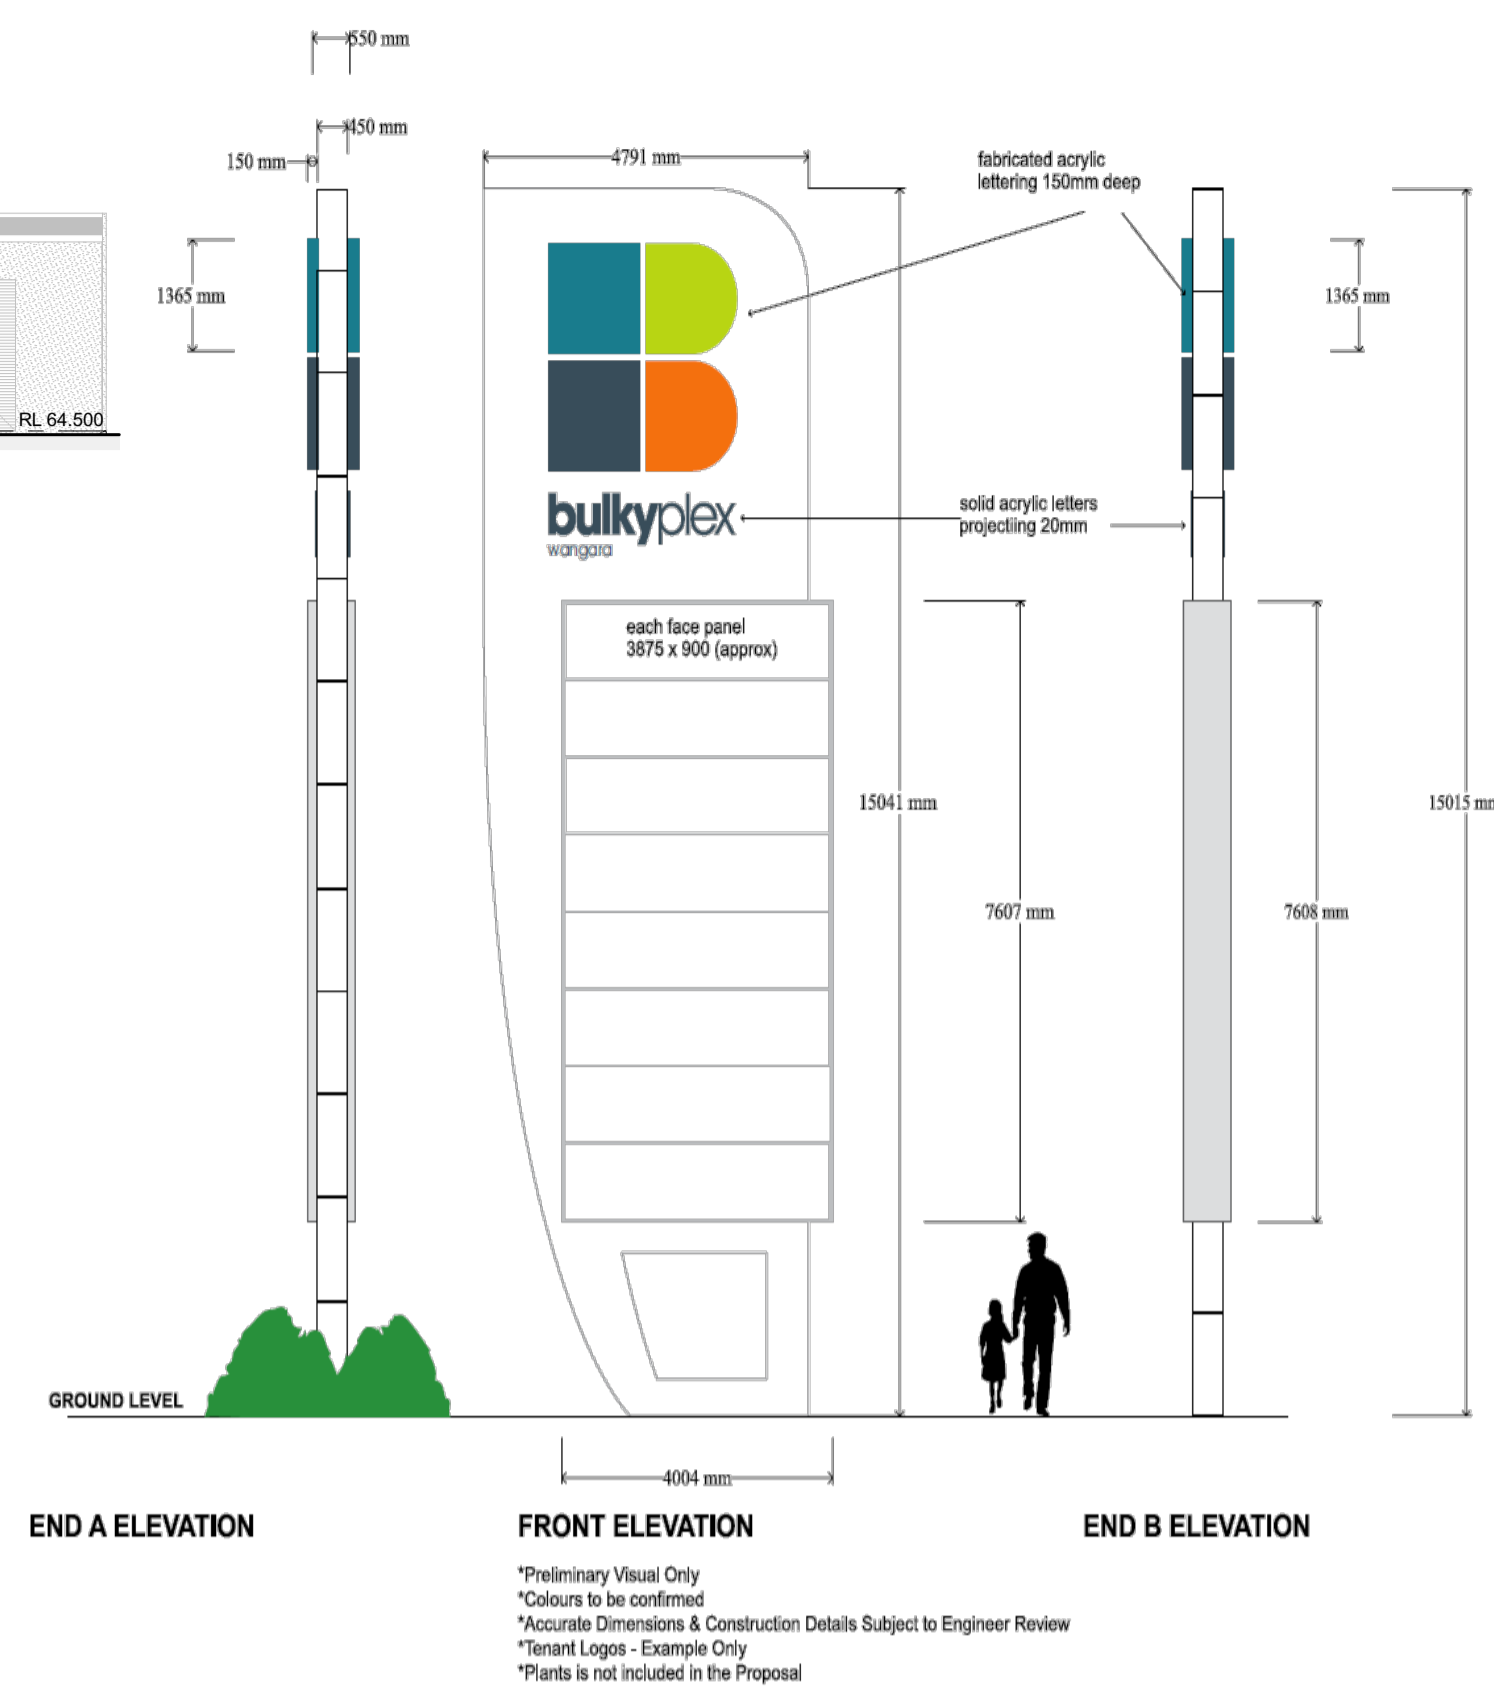 550 mm
450 mm
150 mm
4791 mm
fabricated acrylic
lettering 150mm deep
1365 mm
1365 mm
RL 64.500
bulkyplex
wangara
solid acrylic letters
projectiing 20mm
each face panel
3875 x 900 (approx)
15041 mm
15015 mm
7607 mm
7608 mm
GROUND LEVEL
4004 mm
END A ELEVATION
FRONT ELEVATION
END B ELEVATION
*Preliminary Visual Only
*Colours to be confirmed
*Accurate Dimensions & Construction Details Subject to Engineer Review
*Tenant Logos - Example Only
*Plants is not included in the Proposal